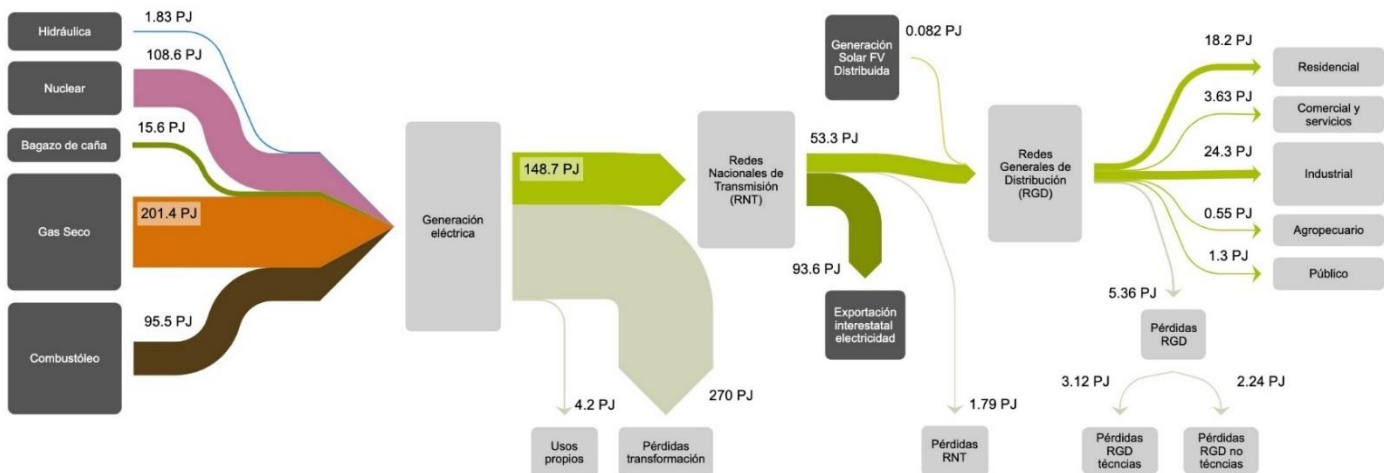 Hidráulica
1.83 PJ
Nuclear
108.6 PJ
Bagazo de caña
15.6 PJ
Gas Seco
201.4 PJ
Combustóleo
95.5 PJ
Generación
eléctrica
148.7 PJ
4.2 PJ
Usos
propios
270 PJ
Pérdidas
transformación
Redes
Nacionales de
Transmisión
(RNT)
53.3 PJ
93.6 PJ
Exportación
interestatal
electricidad
Generación
Solar FV
Distribuida
0.082 PJ
1.79 PJ
Pérdidas
RNT
Redes
Generales de
Distribución
(RGD)
18.2 PJ
Residencial
3.63 PJ
Comercial y
servicios
24.3 PJ
Industrial
0.55 PJ
Agropecuario
1.3 PJ
Público
5.36 PJ
Pérdidas
RGD
3.12 PJ
2.24 PJ
Pérdidas
RGD
técncias
Pérdidas
RGD no
técncias